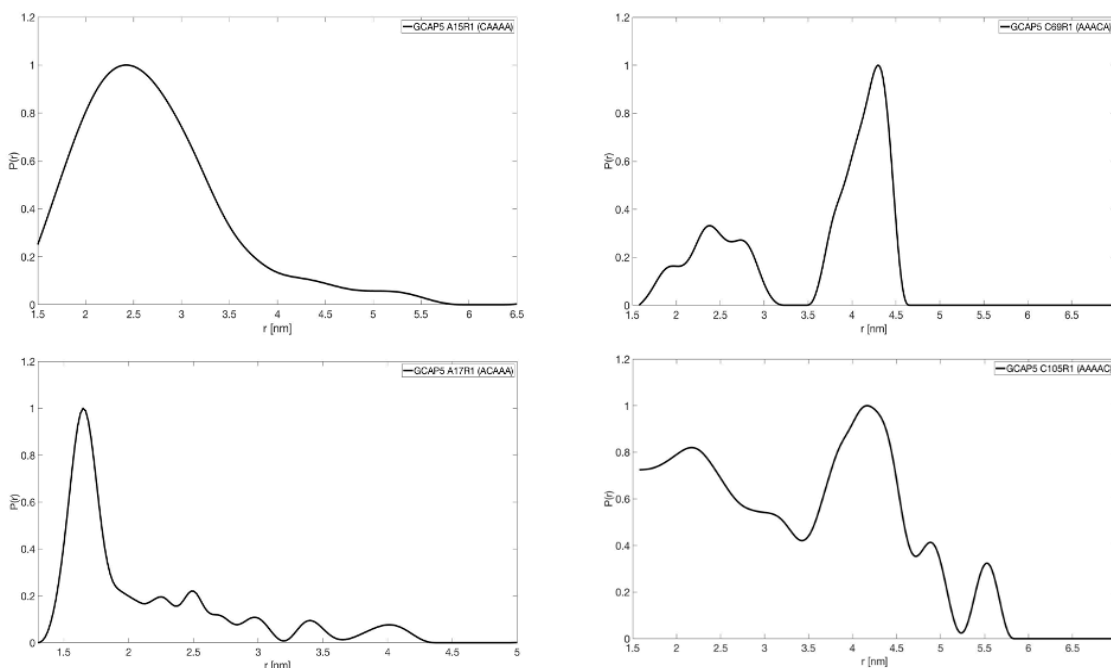 1.2
1
0.8
0.6
0.4
0.2
0
P(r)
GCAP5 A15R1 (CAAAA)
1.5 2 2.5 3 3.5 4 4.5 5 5.5 6 6.5
r [nm]
1.2
1
0.8
0.6
0.4
0.2
0
P(r)
GCAP5 C69R1 (AAACA)
1.5 2 2.5 3 3.5 4 4.5 5 5.5 6 6.5
r [nm]
1.2
1
0.8
0.6
0.4
0.2
0
P(r)
GCAP5 A17R1 (ACAAA)
1.5 2 2.5 3 3.5 4 4.5 5
r [nm]
1.2
1
0.8
0.6
0.4
0.2
0
P(r)
GCAP5 C105R1 (AAAAC)
1.5 2 2.5 3 3.5 4 4.5 5 5.5 6 6.5
r [nm]